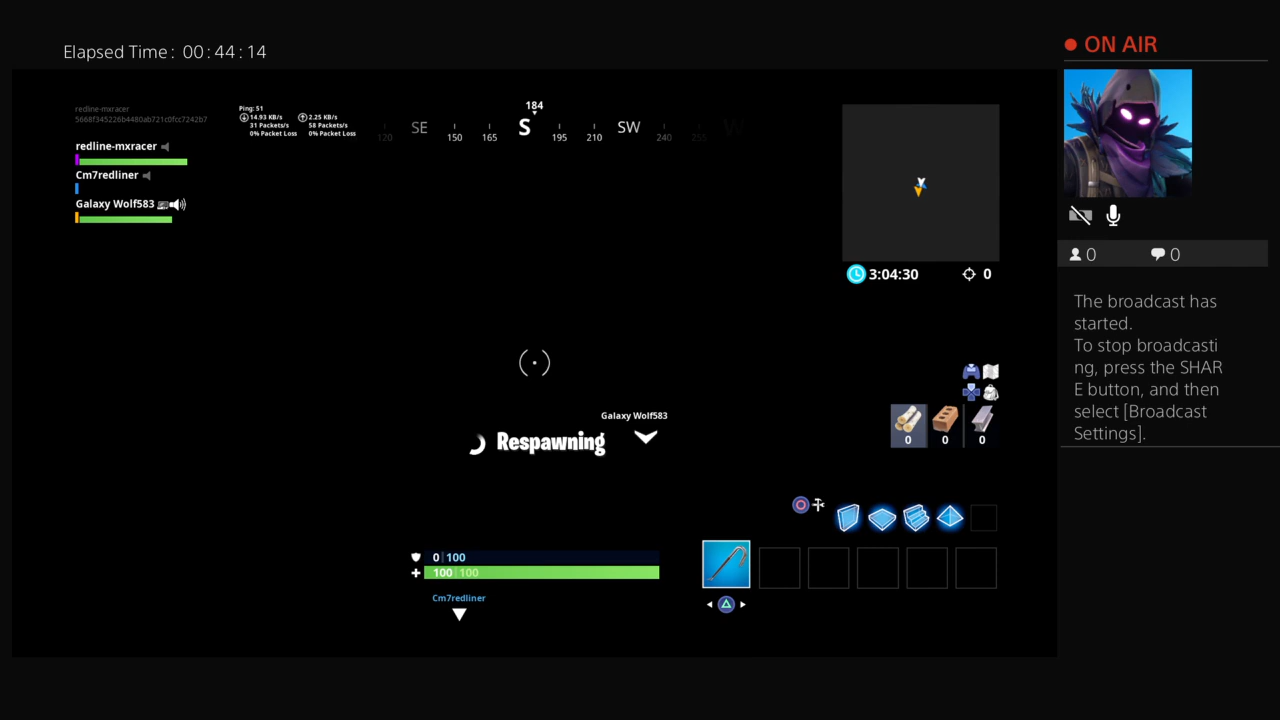 Elapsed Time: 00:44:14
ON AIR
redline-mxracer
5668f345226b4480ab721c0fcc7242b7
Ping: 51
14.93 KB/s 2.25 KB/s
31 Packets/s 58 Packets/s
0% Packet Loss 0% Packet Loss
184
120 SE 150 165 S 195 210 SW 240 255 W
redline-mxracer
Cm7redliner
Galaxy Wolf583
3:04:30 0
0 0
The broadcast has
started.
To stop broadcasti
ng, press the SHAR
E button, and then
select [Broadcast
Settings].
Galaxy Wolf583
Respawning
0 0 0
0 | 100
100 | 100
Cm7redliner